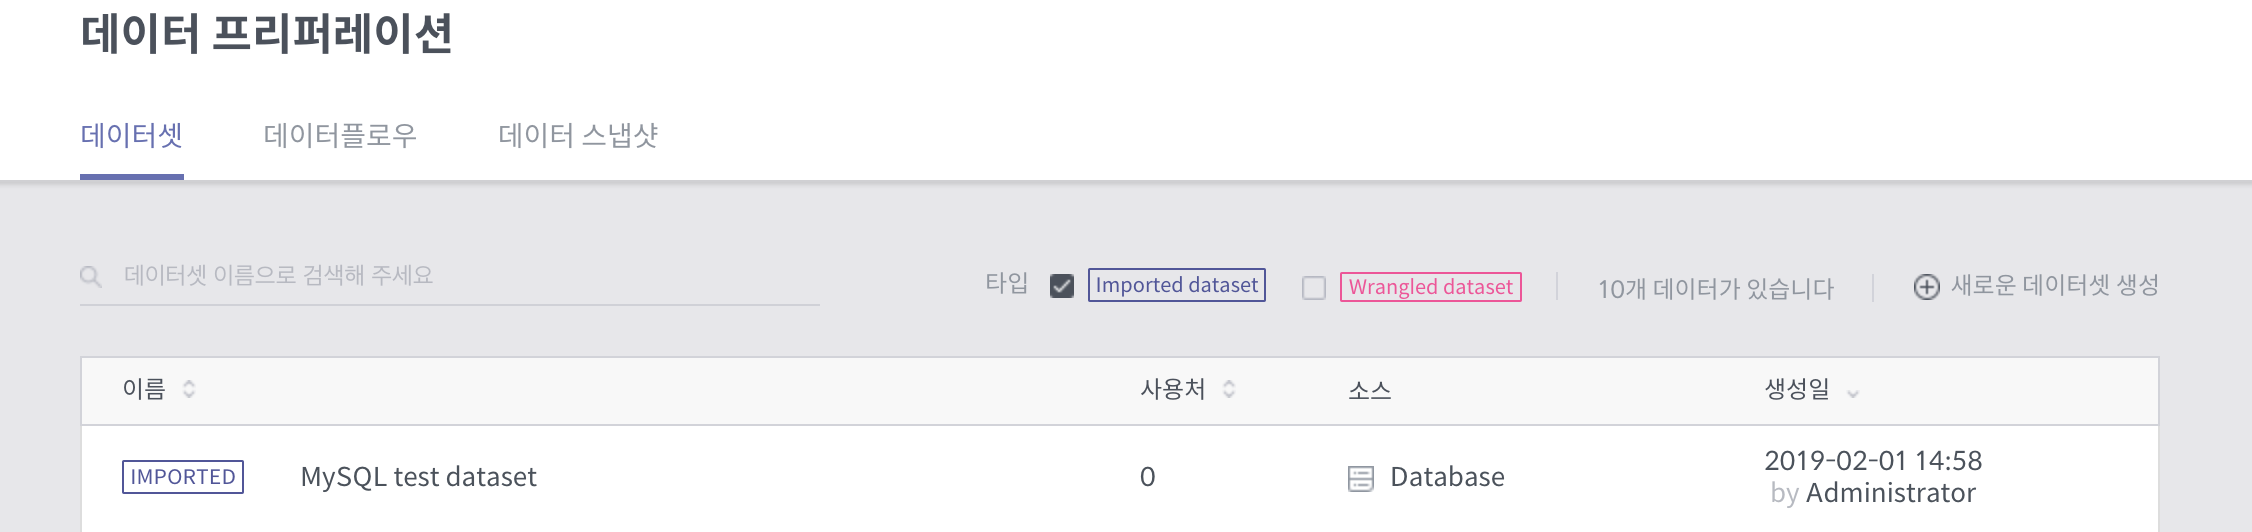 데이터 프리퍼레이션
데이터셋 데이터플로우 데이터 스냅샷
데이터셋 이름으로 검색해 주세요 타입 Imported dataset Wrangled dataset 10개 데이터가 있습니다 새로운 데이터셋 생성
이름 사용처 소스 생성일
IMPORTED MySQL test dataset 0 Database 2019-02-01 14:58
by Administrator